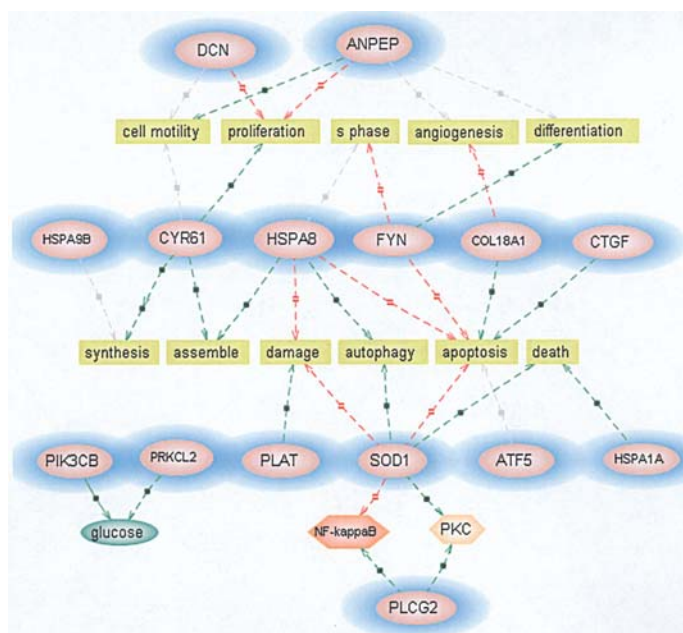 DCN
ANPEP
cell motility
proliferation
s phase
angiogenesis
differentiation
HSPA9B
CYR61
HSPA8
FYN
COL18A1
CTGF
synthesis
assemble
damage
autophagy
apoptosis
death
PIK3CB
PRKCL2
PLAT
SOD1
ATF5
HSPA1A
glucose
NF-kappaB
PKC
PLCG2